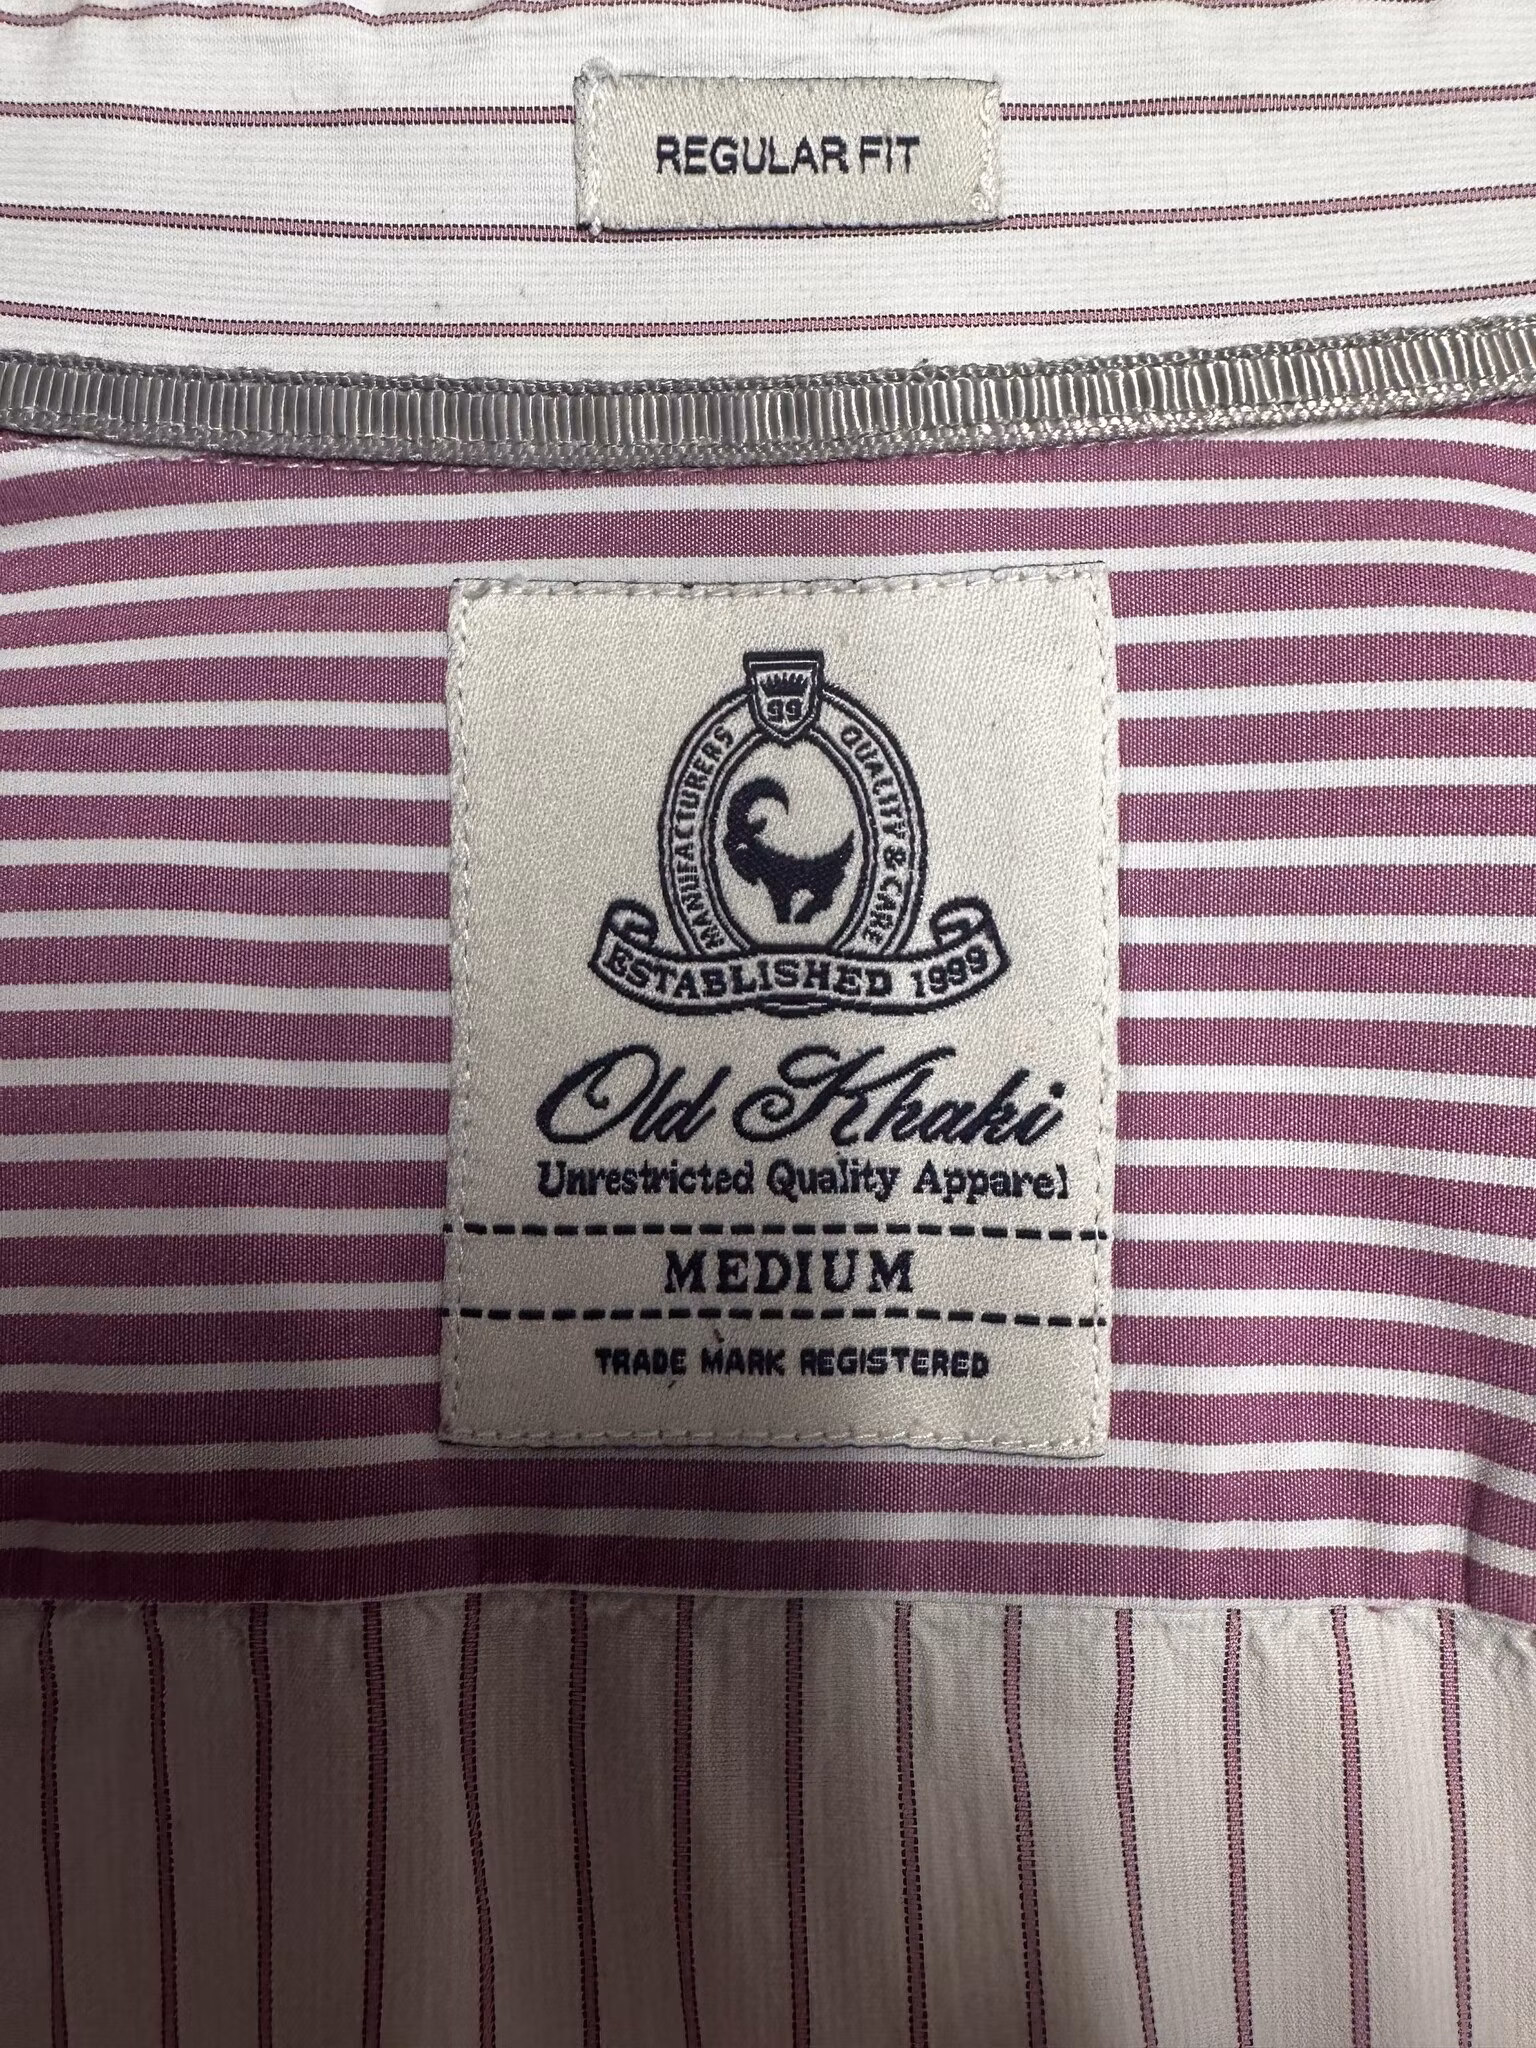 REGULAR FIT
99
MANUFACTURERS
QUALITY & CARE
ESTABLISHED 1999
Old Khaki
Unrestricted Quality Apparel
MEDIUM
TRADE MARK REGISTERED